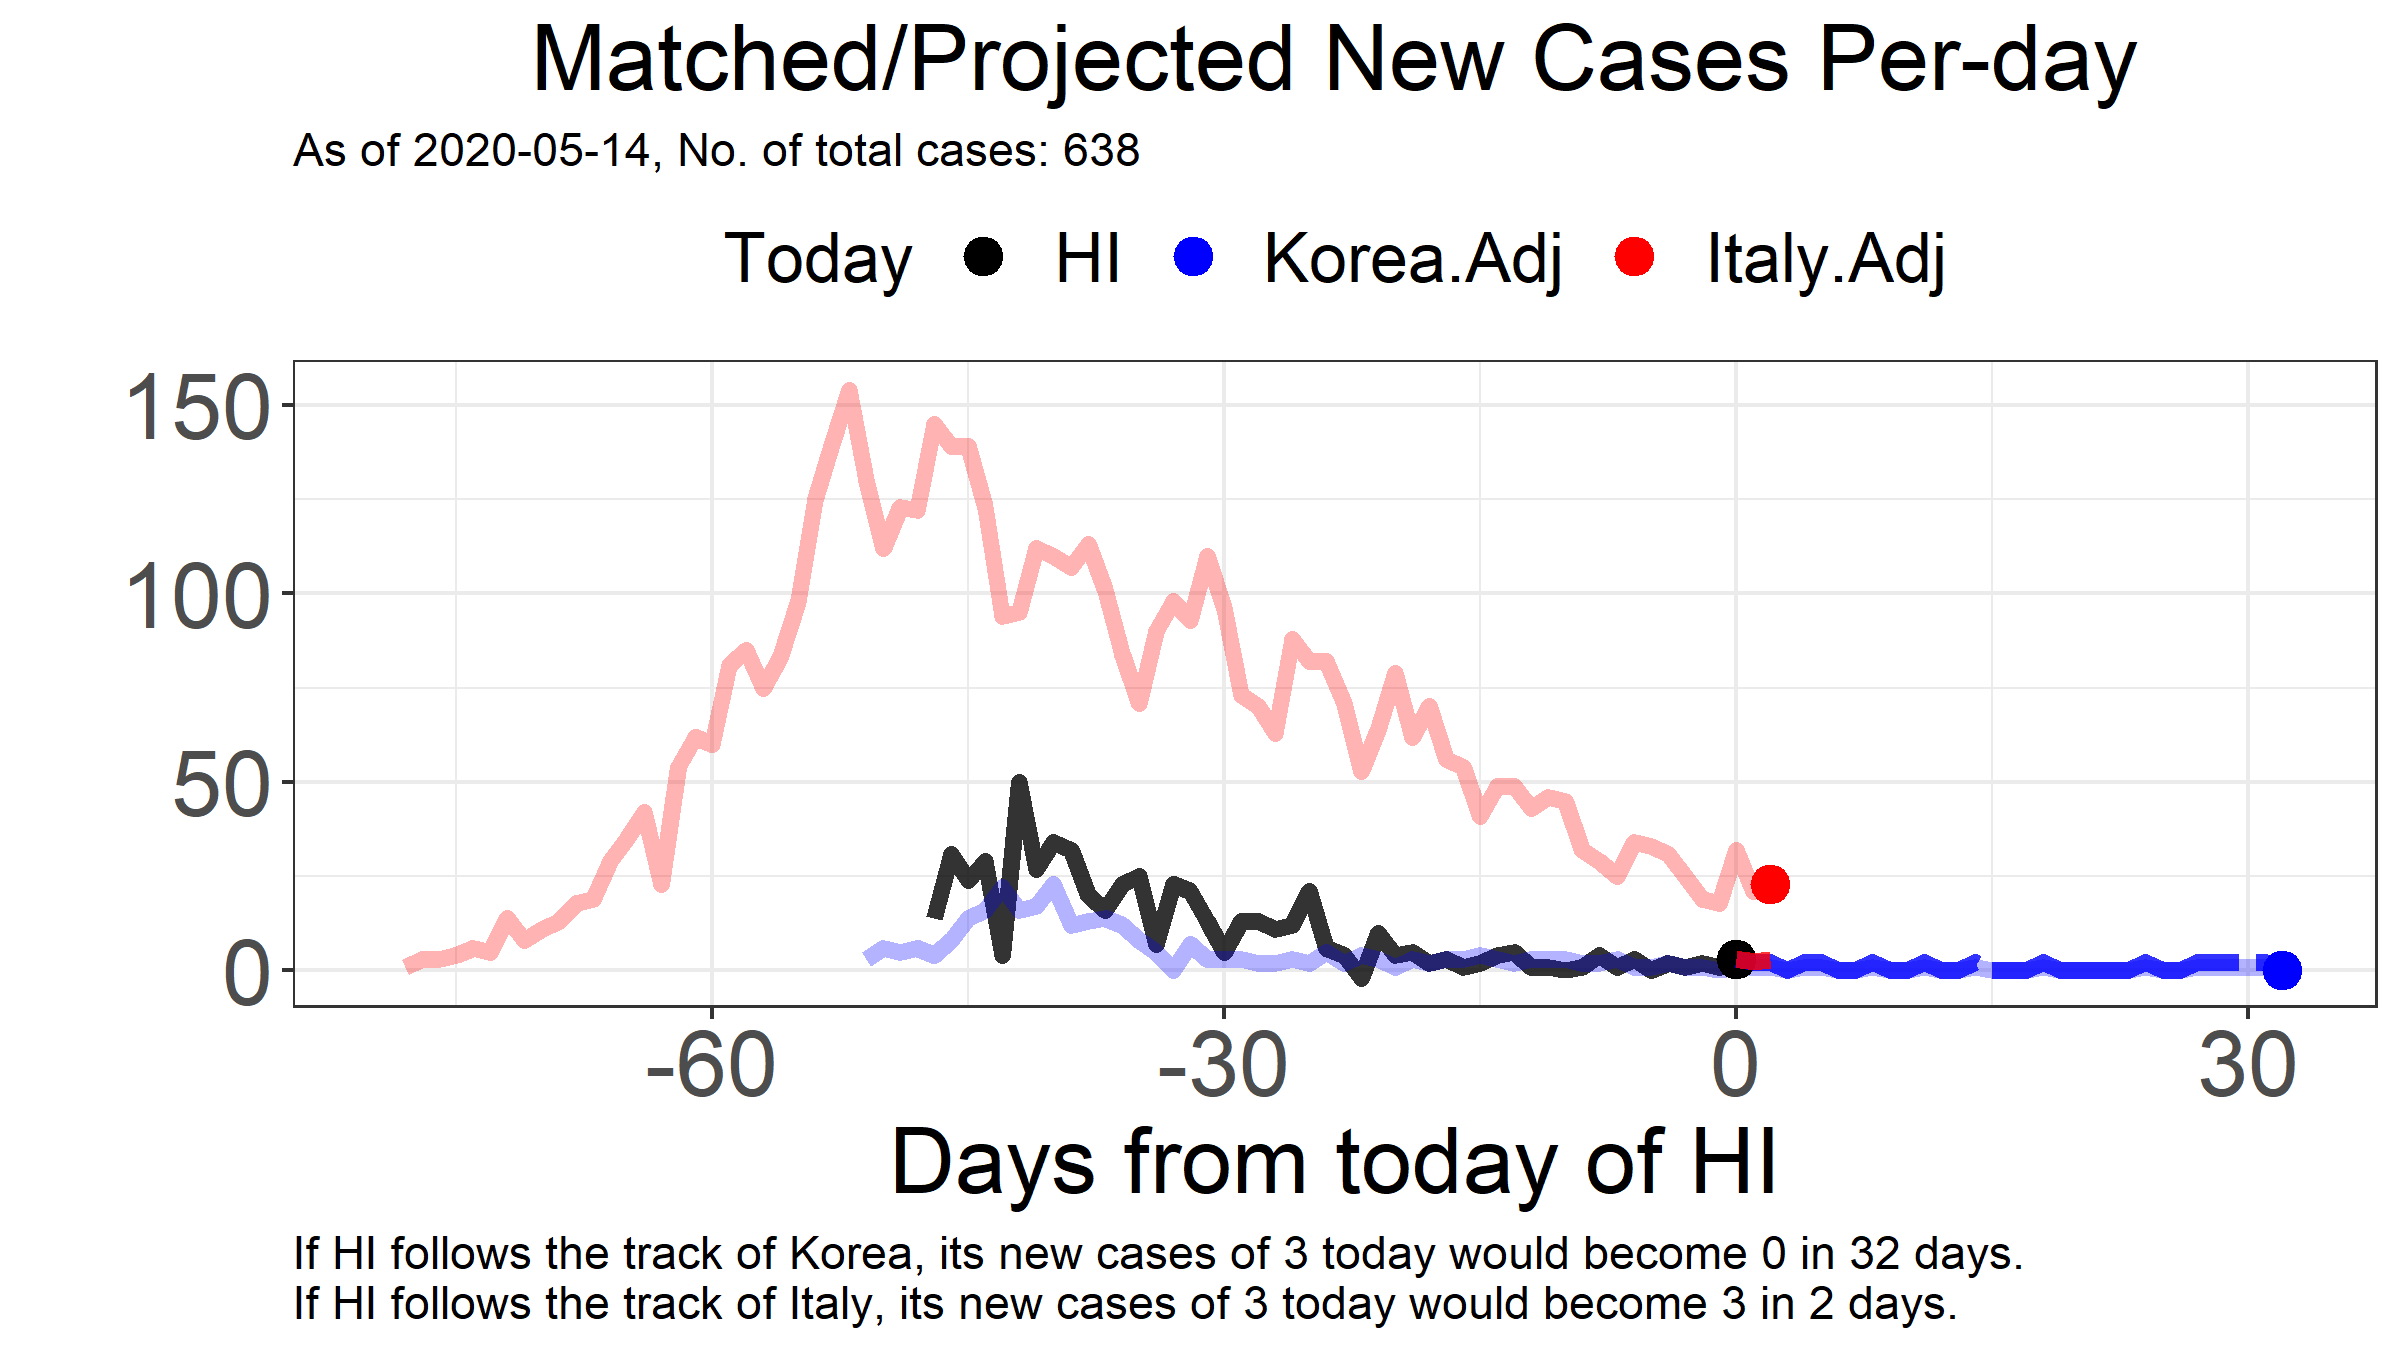 Matched/Projected New Cases Per-day
As of 2020-05-14, No. of total cases: 638
Today HI Korea.Adj Italy.Adj
150
100
50
0
-60 -30 0 30
Days from today of HI
If HI follows the track of Korea, its new cases of 3 today would become 0 in 32 days.
If HI follows the track of Italy, its new cases of 3 today would become 3 in 2 days.